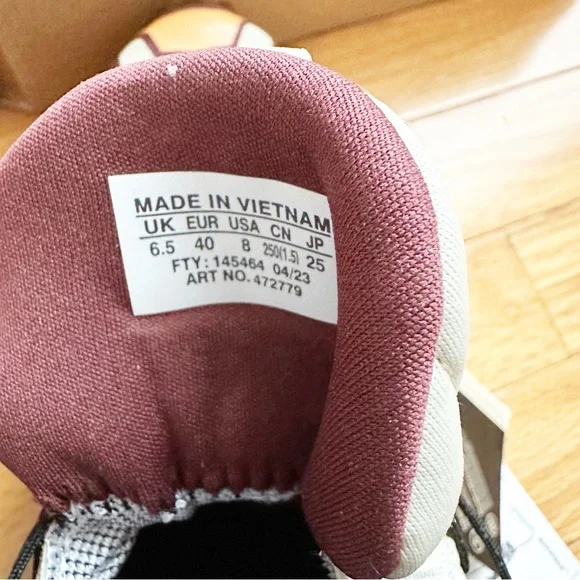 MADE IN VIETNAM
UK EUR USA CN JP
6.5 40 8 250(1.5) 25
FTY: 145464 04/23
ART NO. 472779